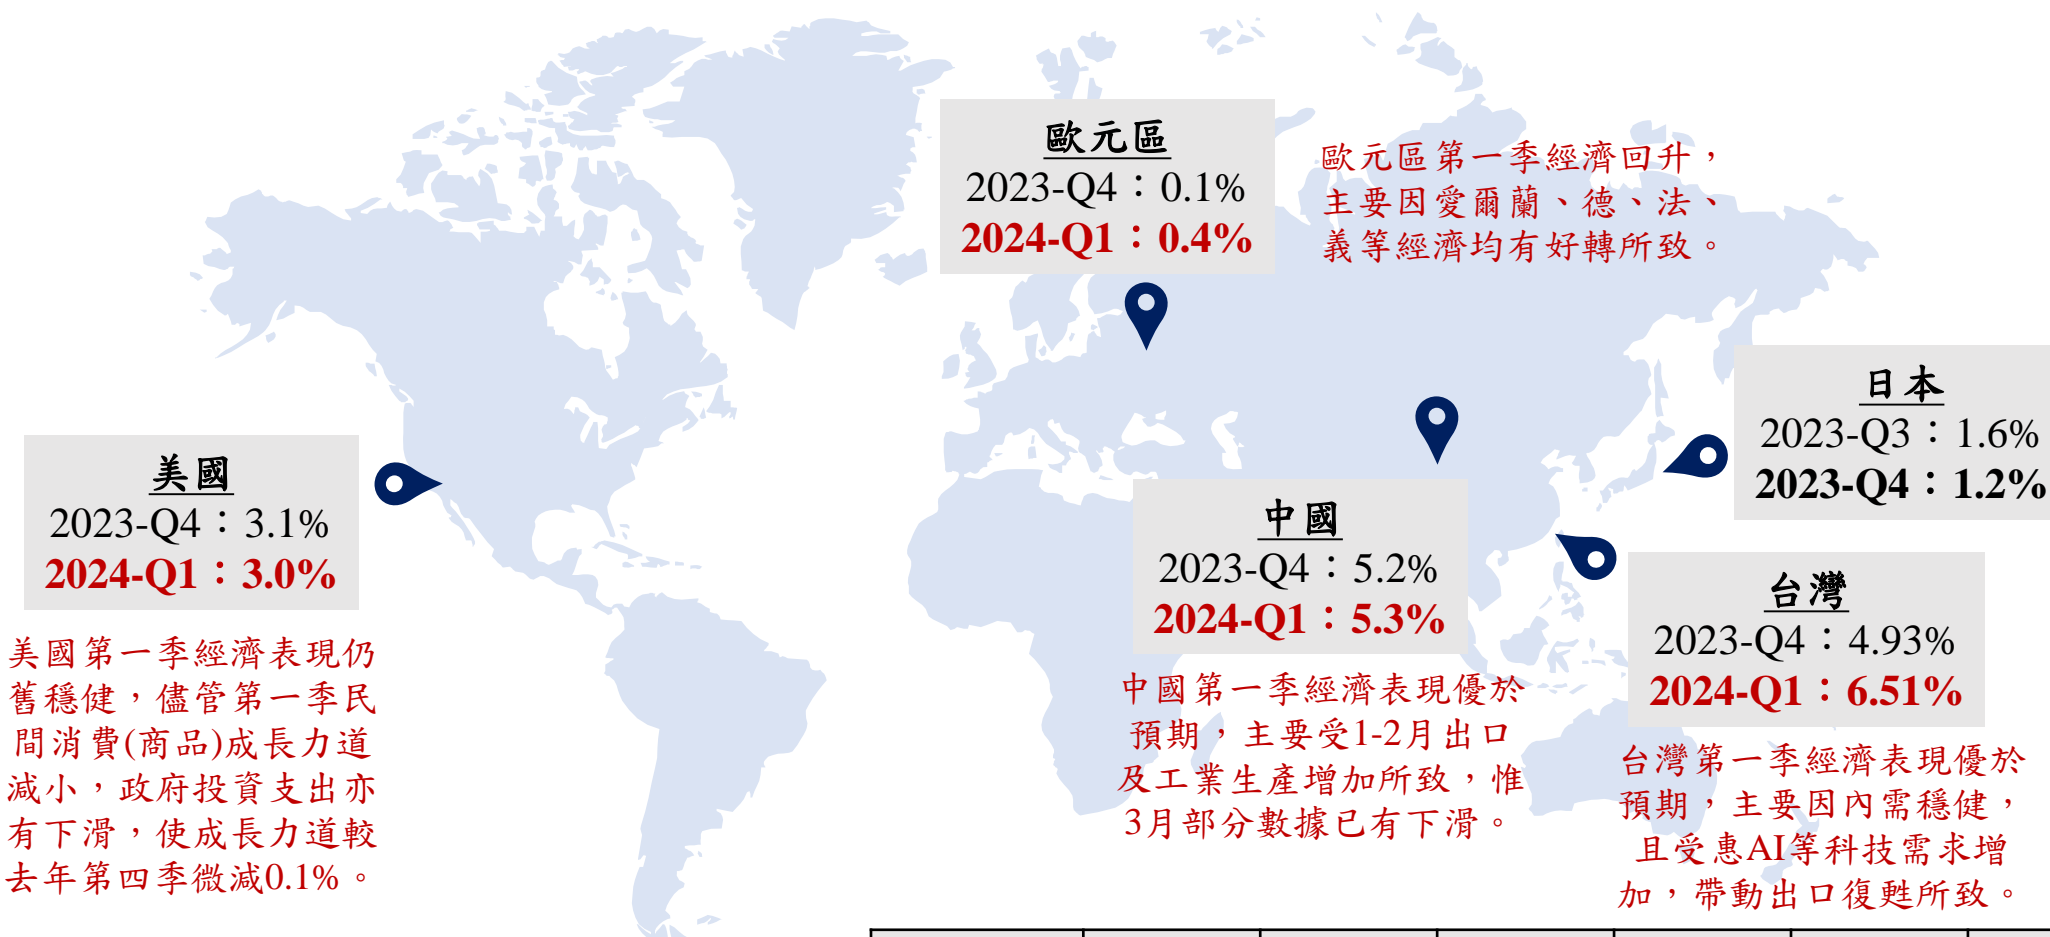 歐元區
2023-Q4：0.1%
2024-Q1：0.4%
歐元區第一季經濟回升，
主要因愛爾蘭、德、法、
義等經濟均有好轉所致。
日本
2023-Q3：1.6%
2023-Q4：1.2%
美國
2023-Q4：3.1%
2024-Q1：3.0%
美國第一季經濟表現仍
舊穩健，儘管第一季民
間消費(商品)成長力道
減小，政府投資支出亦
有下滑，使成長力道較
去年第四季微減0.1%。
中國
2023-Q4：5.2%
2024-Q1：5.3%
中國第一季經濟表現優於
預期，主要受1-2月出口
及工業生產增加所致，惟
3月部分數據已有下滑。
台灣
2023-Q4：4.93%
2024-Q1：6.51%
台灣第一季經濟表現優於
預期，主要因內需穩健，
且受惠AI等科技需求增
加，帶動出口復甦所致。